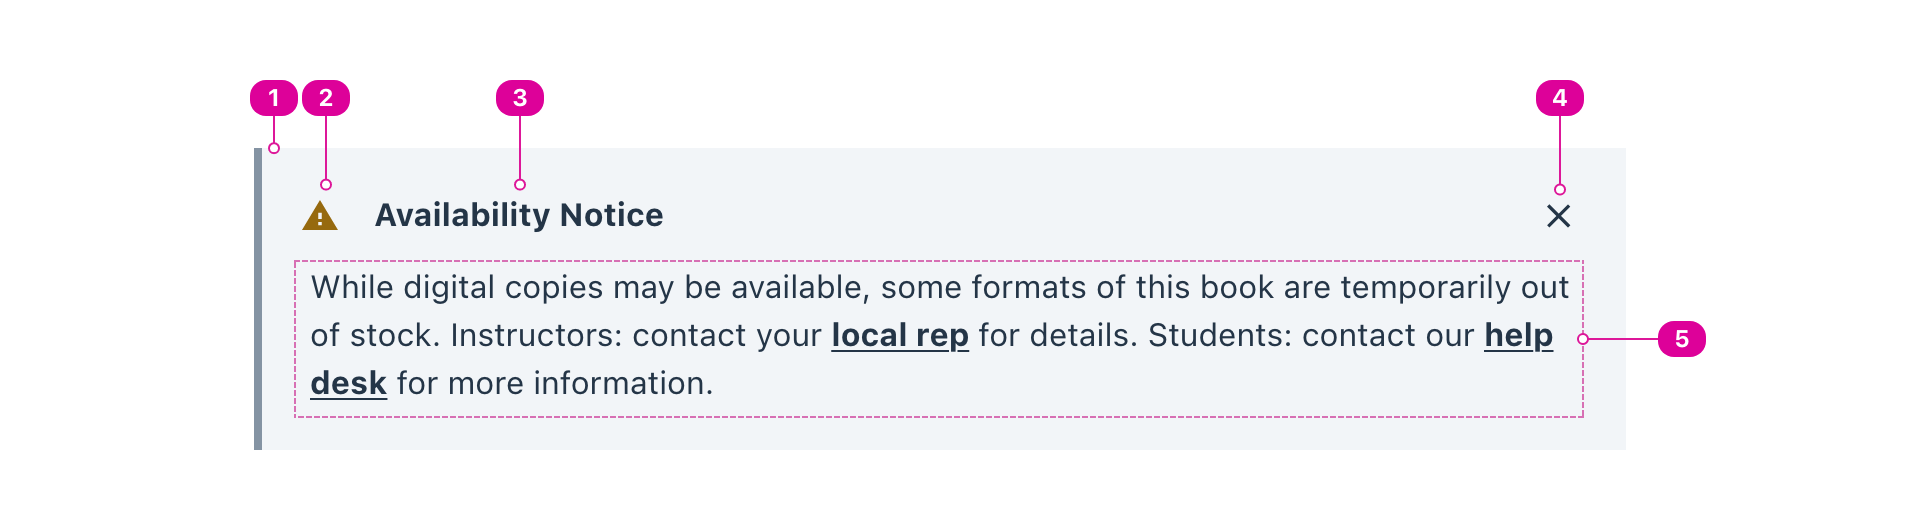 1 2 3 4
Availability Notice
While digital copies may be available, some formats of this book are temporarily out
of stock. Instructors: contact your local rep for details. Students: contact our help
desk for more information.
5